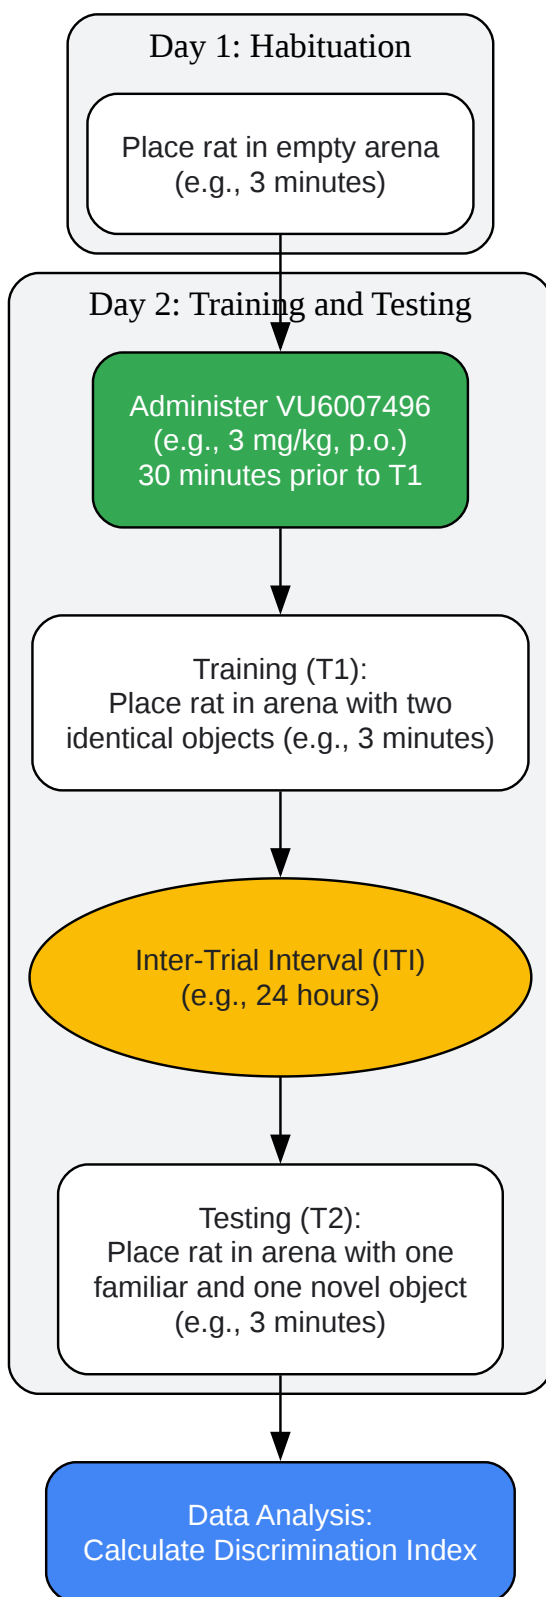 Day 1: Habituation
Place rat in empty arena
(e.g., 3 minutes)
Day 2: Training and Testing
Administer VU6007496
(e.g., 3 mg/kg, p.o.)
30 minutes prior to T1
Training (T1):
Place rat in arena with two
identical objects (e.g., 3 minutes)
Inter-Trial Interval (ITI)
(e.g., 24 hours)
Testing (T2):
Place rat in arena with one
familiar and one novel object
(e.g., 3 minutes)
Data Analysis:
Calculate Discrimination Index